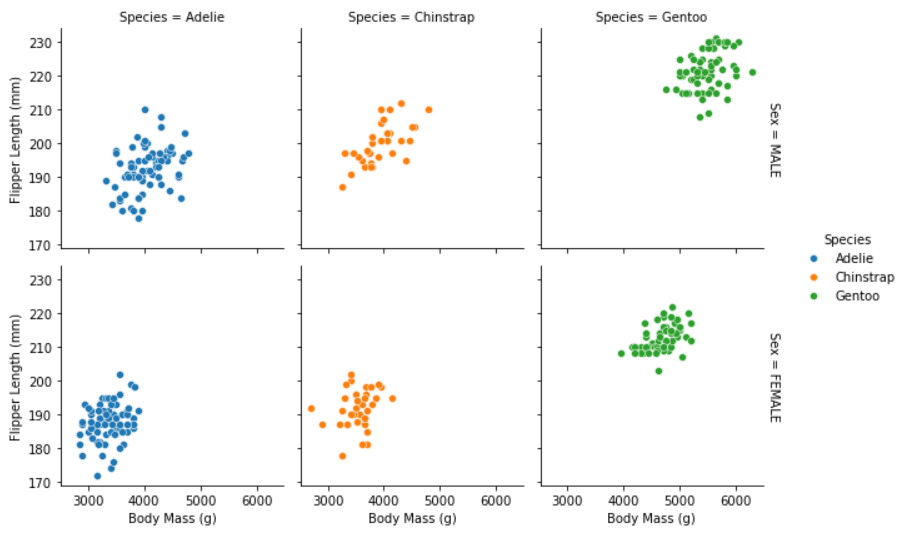 Species = Adelie
Species = Chinstrap
Species = Gentoo
230
220
210
200
190
180
170
Flipper Length (mm)
Sex = MALE
230
220
210
200
190
180
170
Flipper Length (mm)
Sex = FEMALE
3000 4000 5000 6000
Body Mass (g)
3000 4000 5000 6000
Body Mass (g)
3000 4000 5000 6000
Body Mass (g)
Species
Adelie
Chinstrap
Gentoo